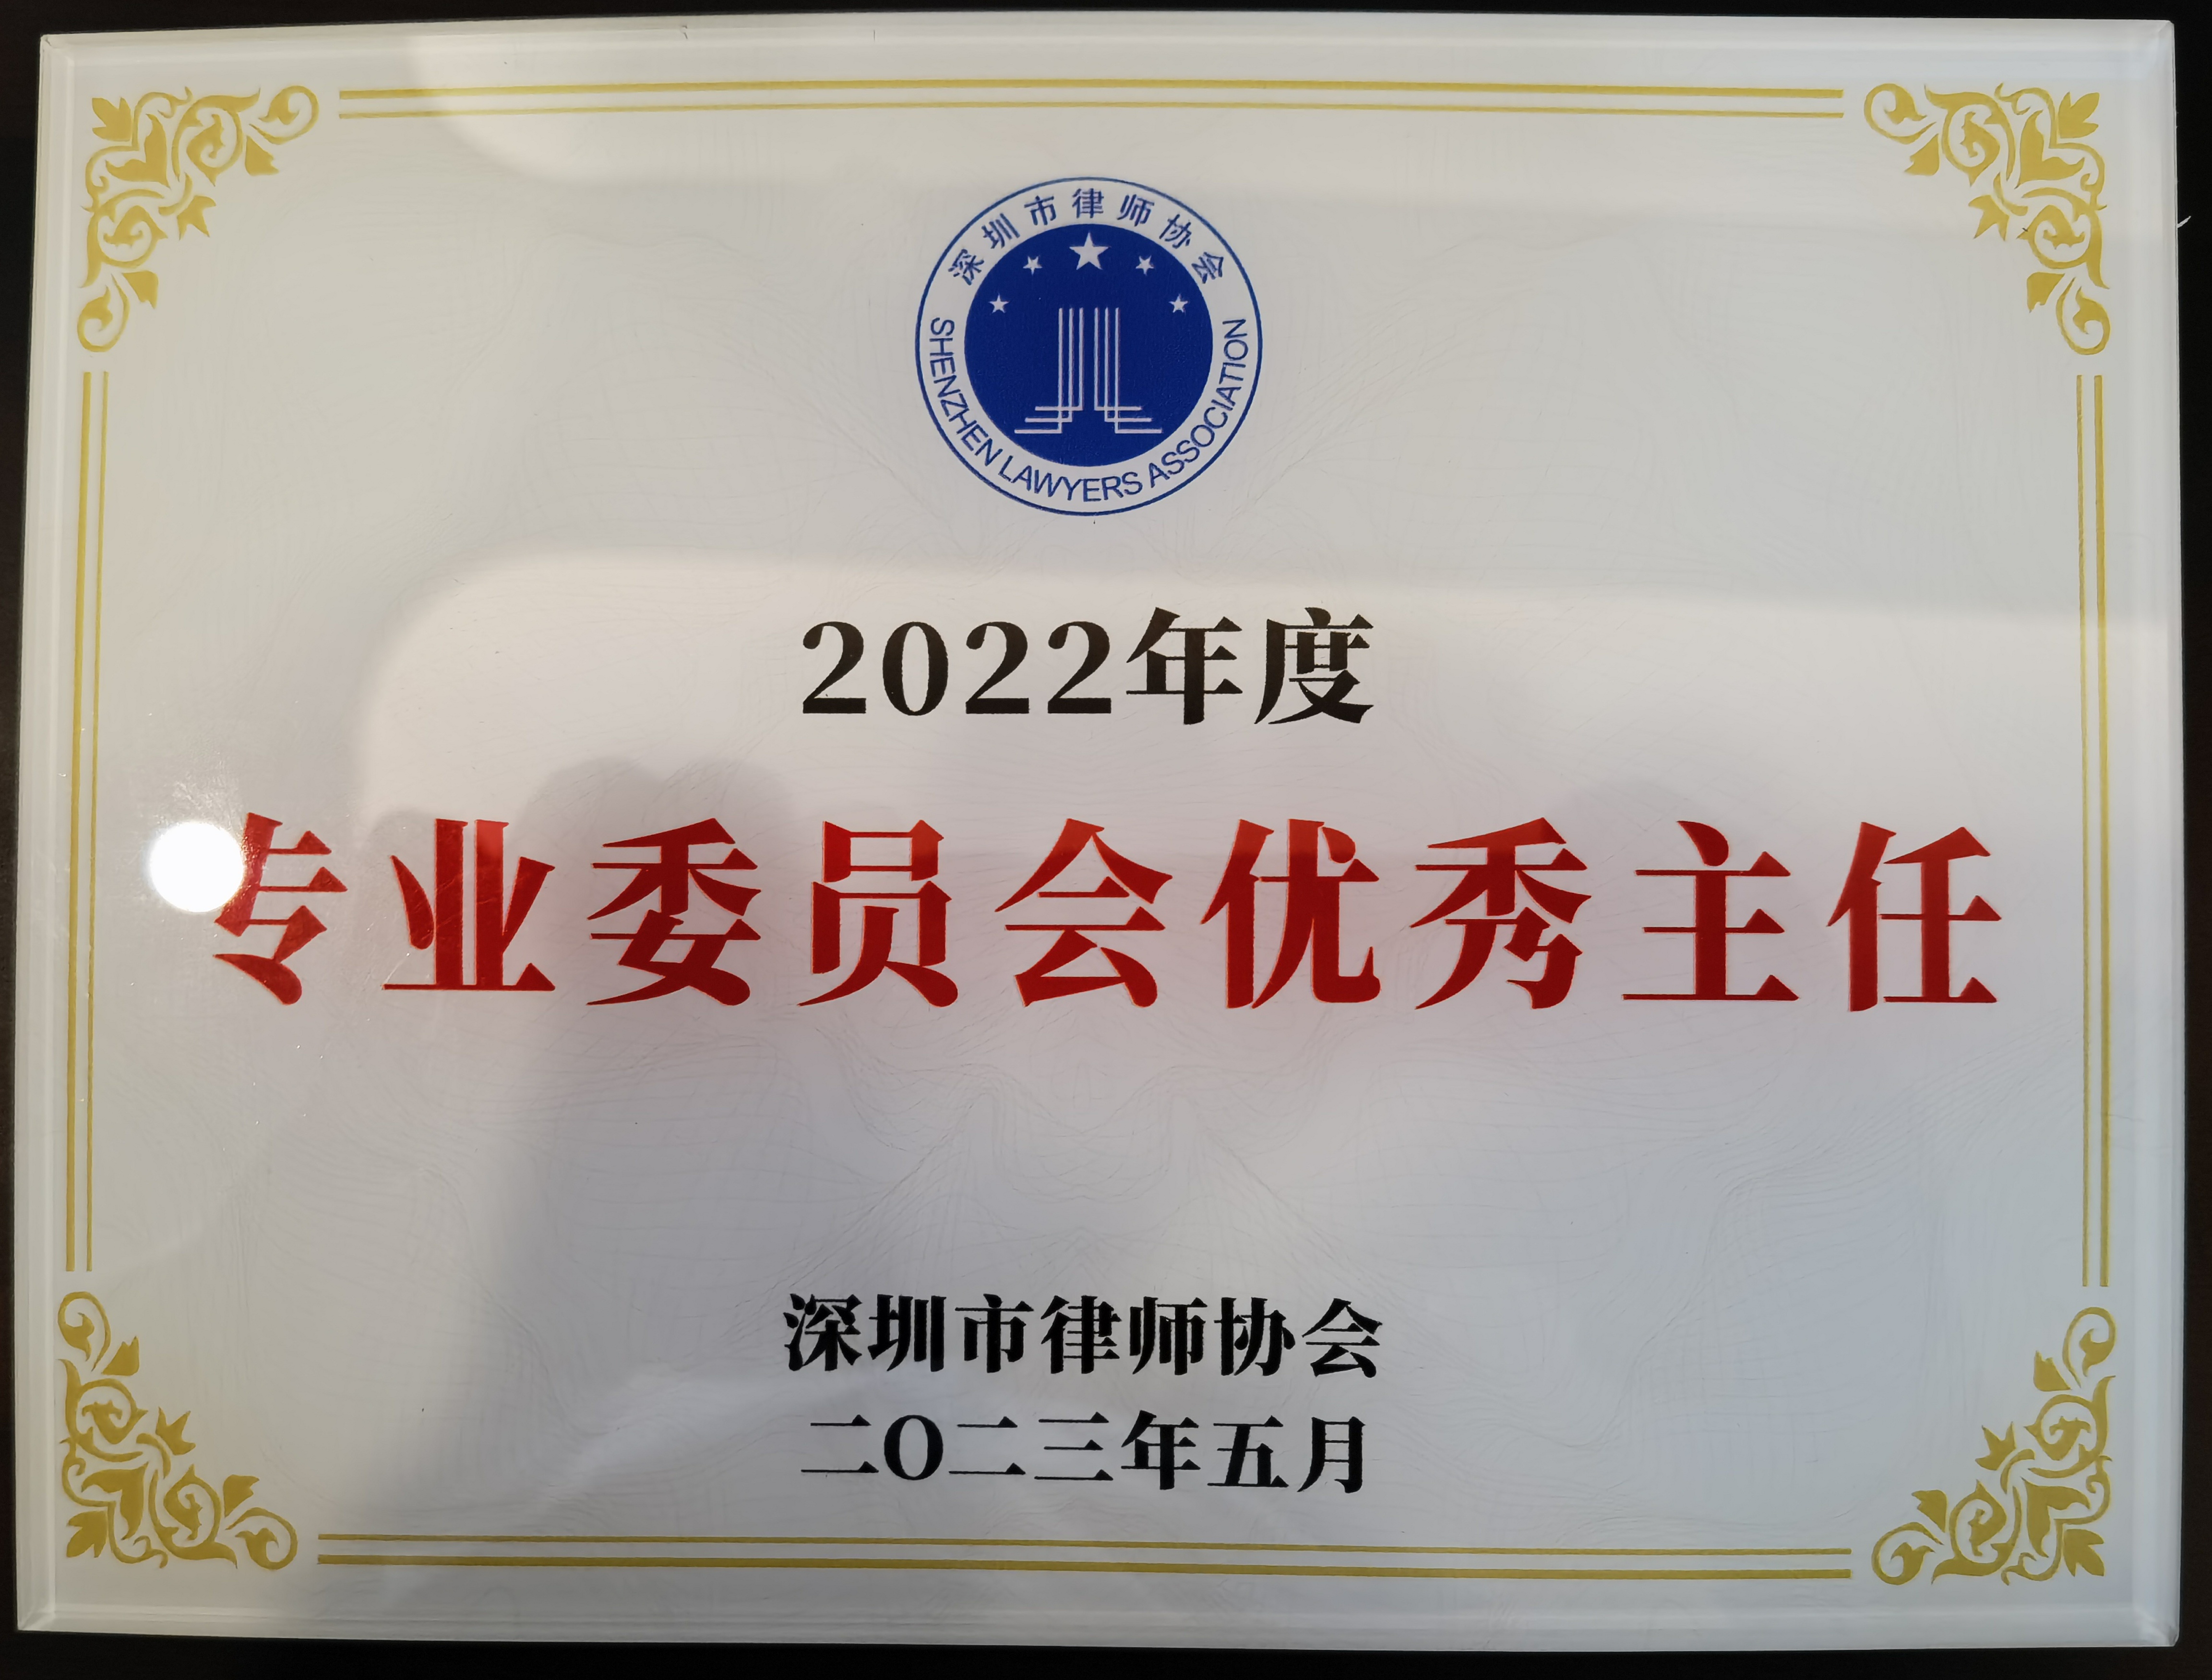 深圳市律师协会
SHENZHEN LAWYERS ASSOCIATION
2022年度
专业委员会优秀主任
深圳市律师协会
二O二三年五月